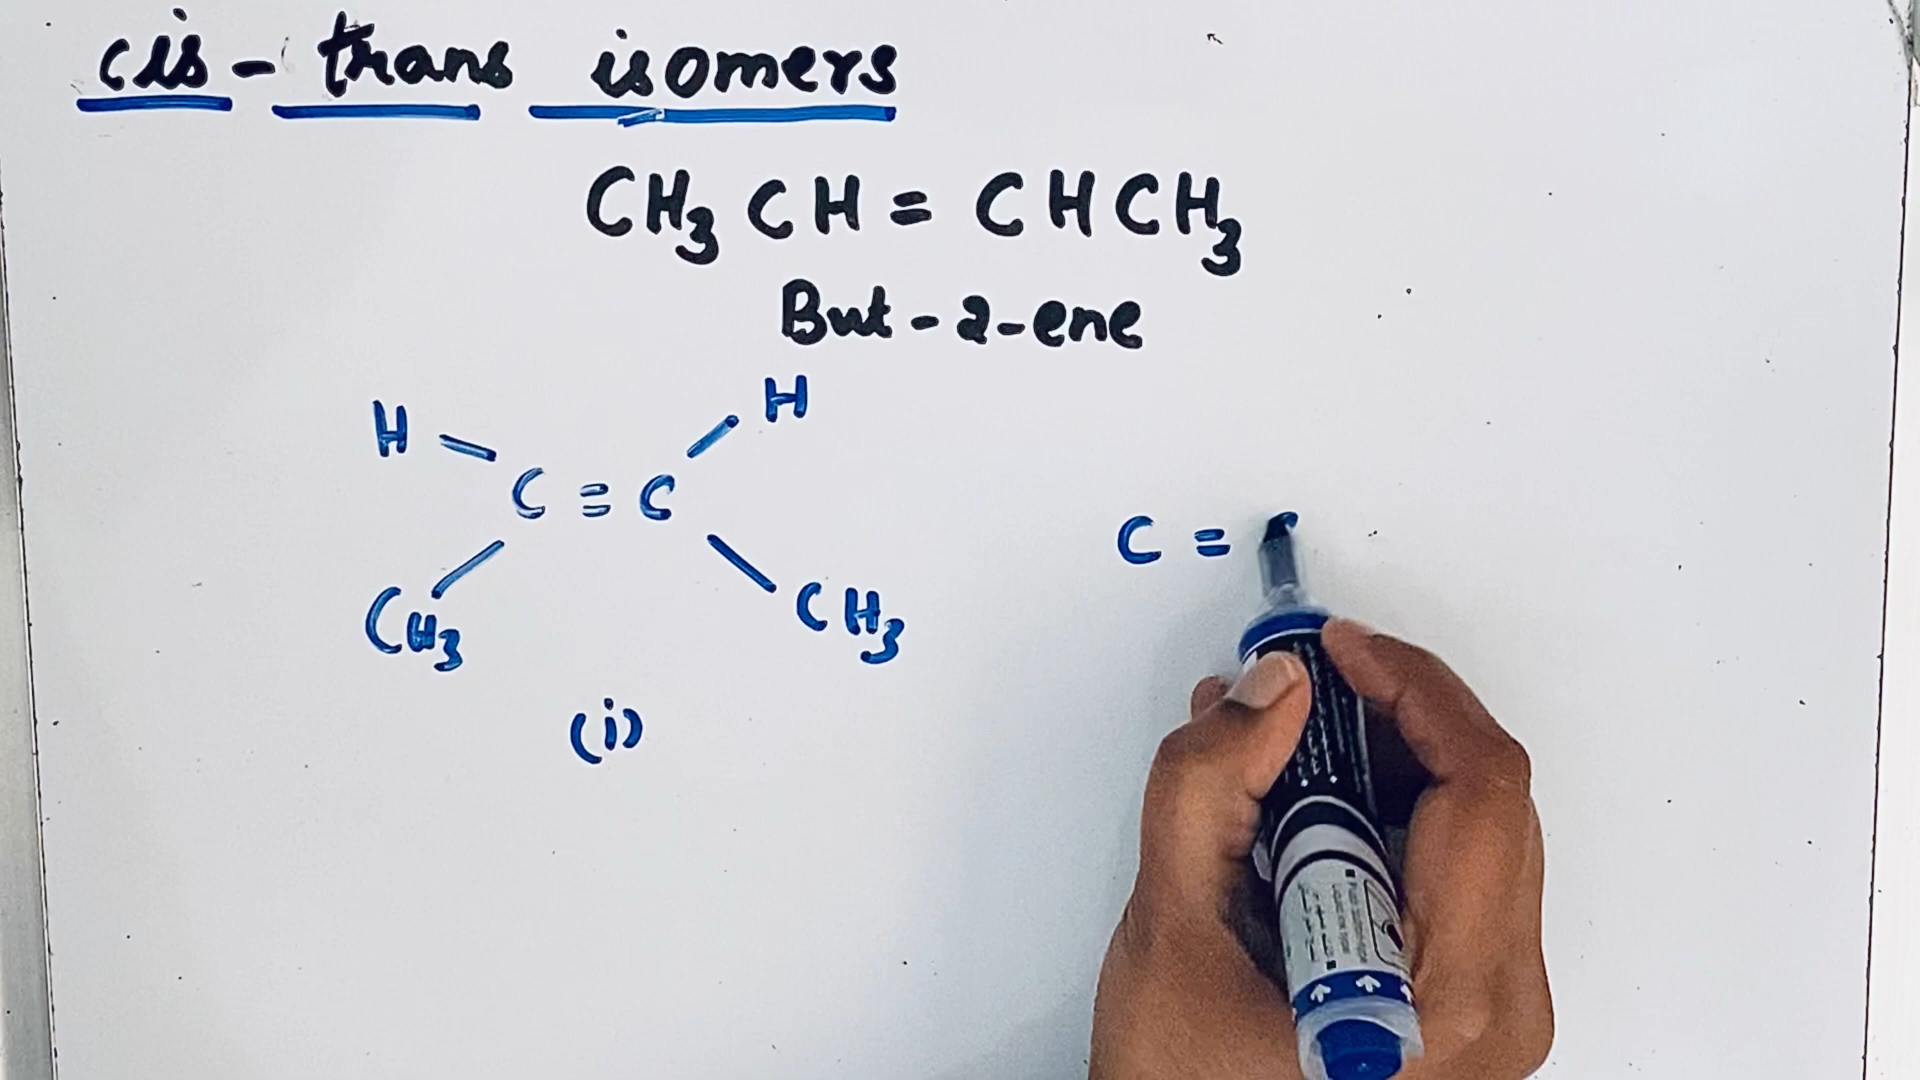 cis - trans isomers
CH₃ CH = CHCH₃
But - 2 - ene
H H
C ≡ C
CH₃ CH₃
(i)
C =